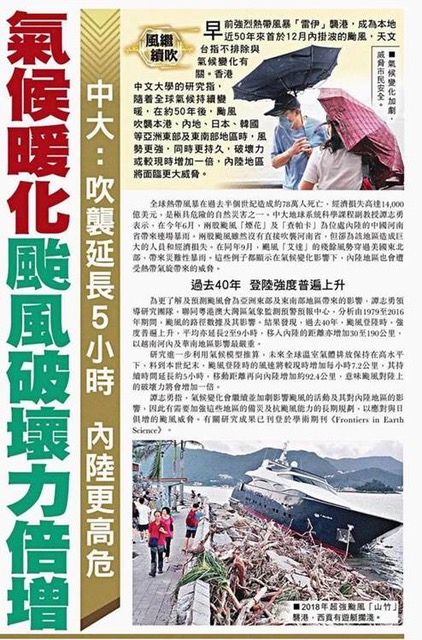 氣候暖化颱風破壞力倍增
中大：吹襲延長5小時　內陸更高危
風繼
續吹
早前強烈熱帶風暴「雷伊」襲港，成為本地
近50年來首於12月內掛波的颱風，天文
台指不排除與
氣候變化有
關。香港
中文大學的研究指，
隨着全球氣候持續變
暖，在約50年後，颱風
吹襲本港、內地、日本、韓國
等亞洲東部及東南部地區時，風
勢更強，同時更持久，破壞力
或較現時增加一倍，內陸地區
將面臨更大威脅。
■氣候變化加劇，
威脅市民安全。
全球熱帶風暴在過去半個世紀造成約78萬人死亡，經濟損失高達14,000
億美元，是極具危險的自然災害之一。中大地球系統科學課程副教授譚志勇
表示，在今年6月，兩股颱風「煙花」及「查帕卡」為位處內陸的中國河南
省帶來連場暴雨。兩股颱風雖然沒有直接吹襲河南省，但卻為該地區造成巨
大的人員和經濟損失。在同年9月，颶風「艾達」的殘餘風勢穿過美國東北
部，帶來災難性暴雨。這些例子都顯示在氣候變化影響下，內陸地區也會遭
受熱帶氣旋帶來的威脅。
過去40年　登陸強度普遍上升
為更了解及預測颱風會為亞洲東部及東南部地區帶來的影響，譚志勇領
導研究團隊，聯同粵港澳大灣區氣象監測預警預報中心，分析由1979至2016
年期間，颱風的路徑數據及其影響。結果發現，過去40年，颱風登陸時，強
度普遍上升，平均亦延長2至9小時，移入內陸的距離亦增加30至190公里，
以越南河內及華南地區影響最嚴重。
研究進一步利用氣候模型推算，未來全球溫室氣體排放保持在高水平
下，料到本世紀末，颱風登陸時的風速將較現時增加每小時7.2公里，其持
續時間延長約5小時，移動距離再向內陸增加約92.4公里，意味颱風對陸上
的破壞力將會增加一倍。
譚志勇指，氣候變化會繼續並加劇影響颱風的活動及其對內陸地區的影
響，因此有需要加強這些地區的備災及抗颱風能力的長期規劃，以應對與日
俱增的颱風威脅。有關研究成果已刊登於學術期刊《Frontiers in Earth
Science》。
■2018年超強颱風「山竹」
襲港，西貢有遊艇擱淺。